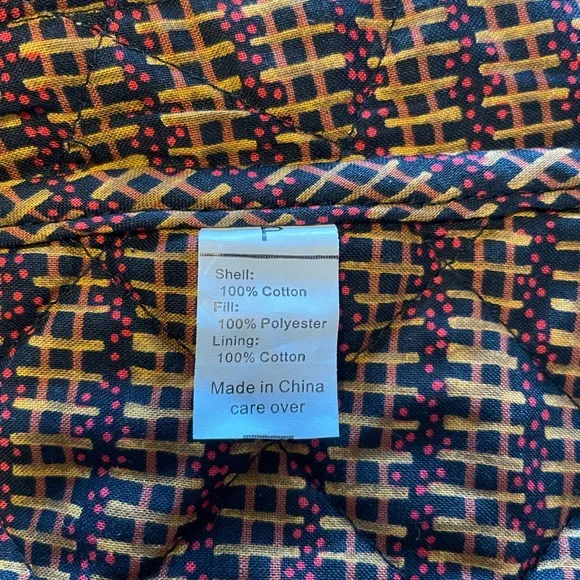 P
Shell:
100% Cotton
Fill:
100% Polyester
Lining:
100% Cotton
Made in China
care over